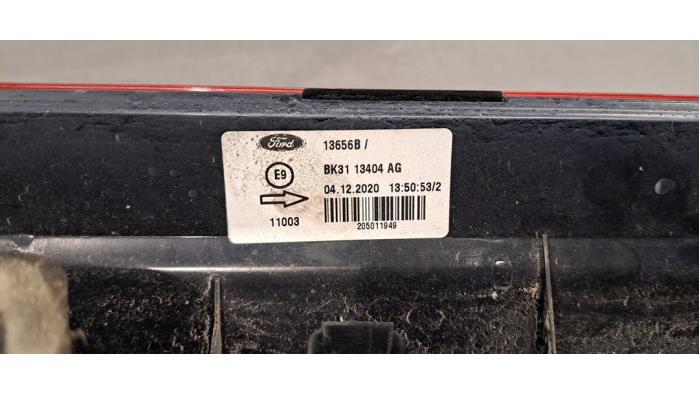 Ford
13656B /
E9
BK31 13404 AG
04.12.2020 13:50:53/2
11003
205011949